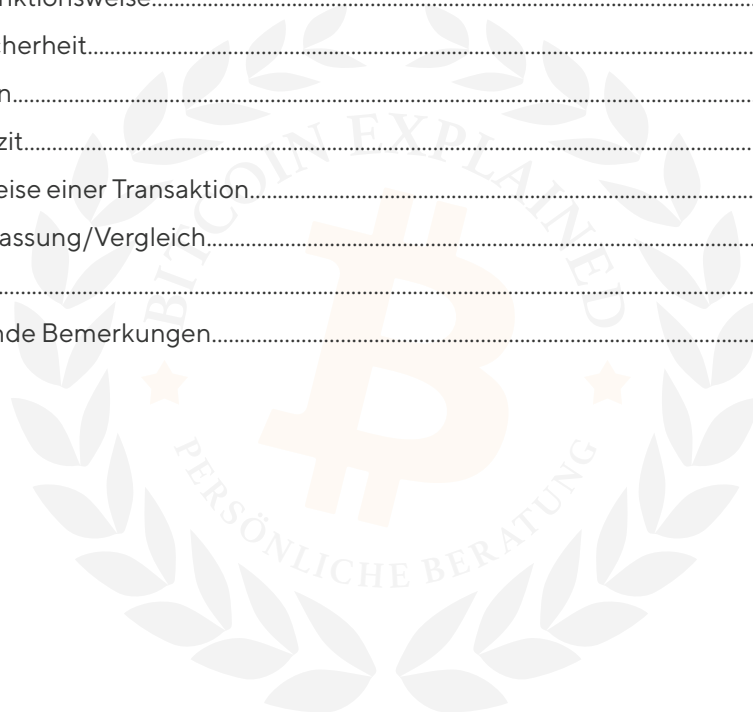 nktionsweise....................................................................................................
cherheit....................................................................................................
n....................................................................................................
zit....................................................................................................
eise einer Transaktion....................................................................................................
assung/Vergleich....................................................................................................
....................................................................................................
nde Bemerkungen....................................................................................................
BITCOIN EXPLAINED
PERSÖNLICHE BERATUNG